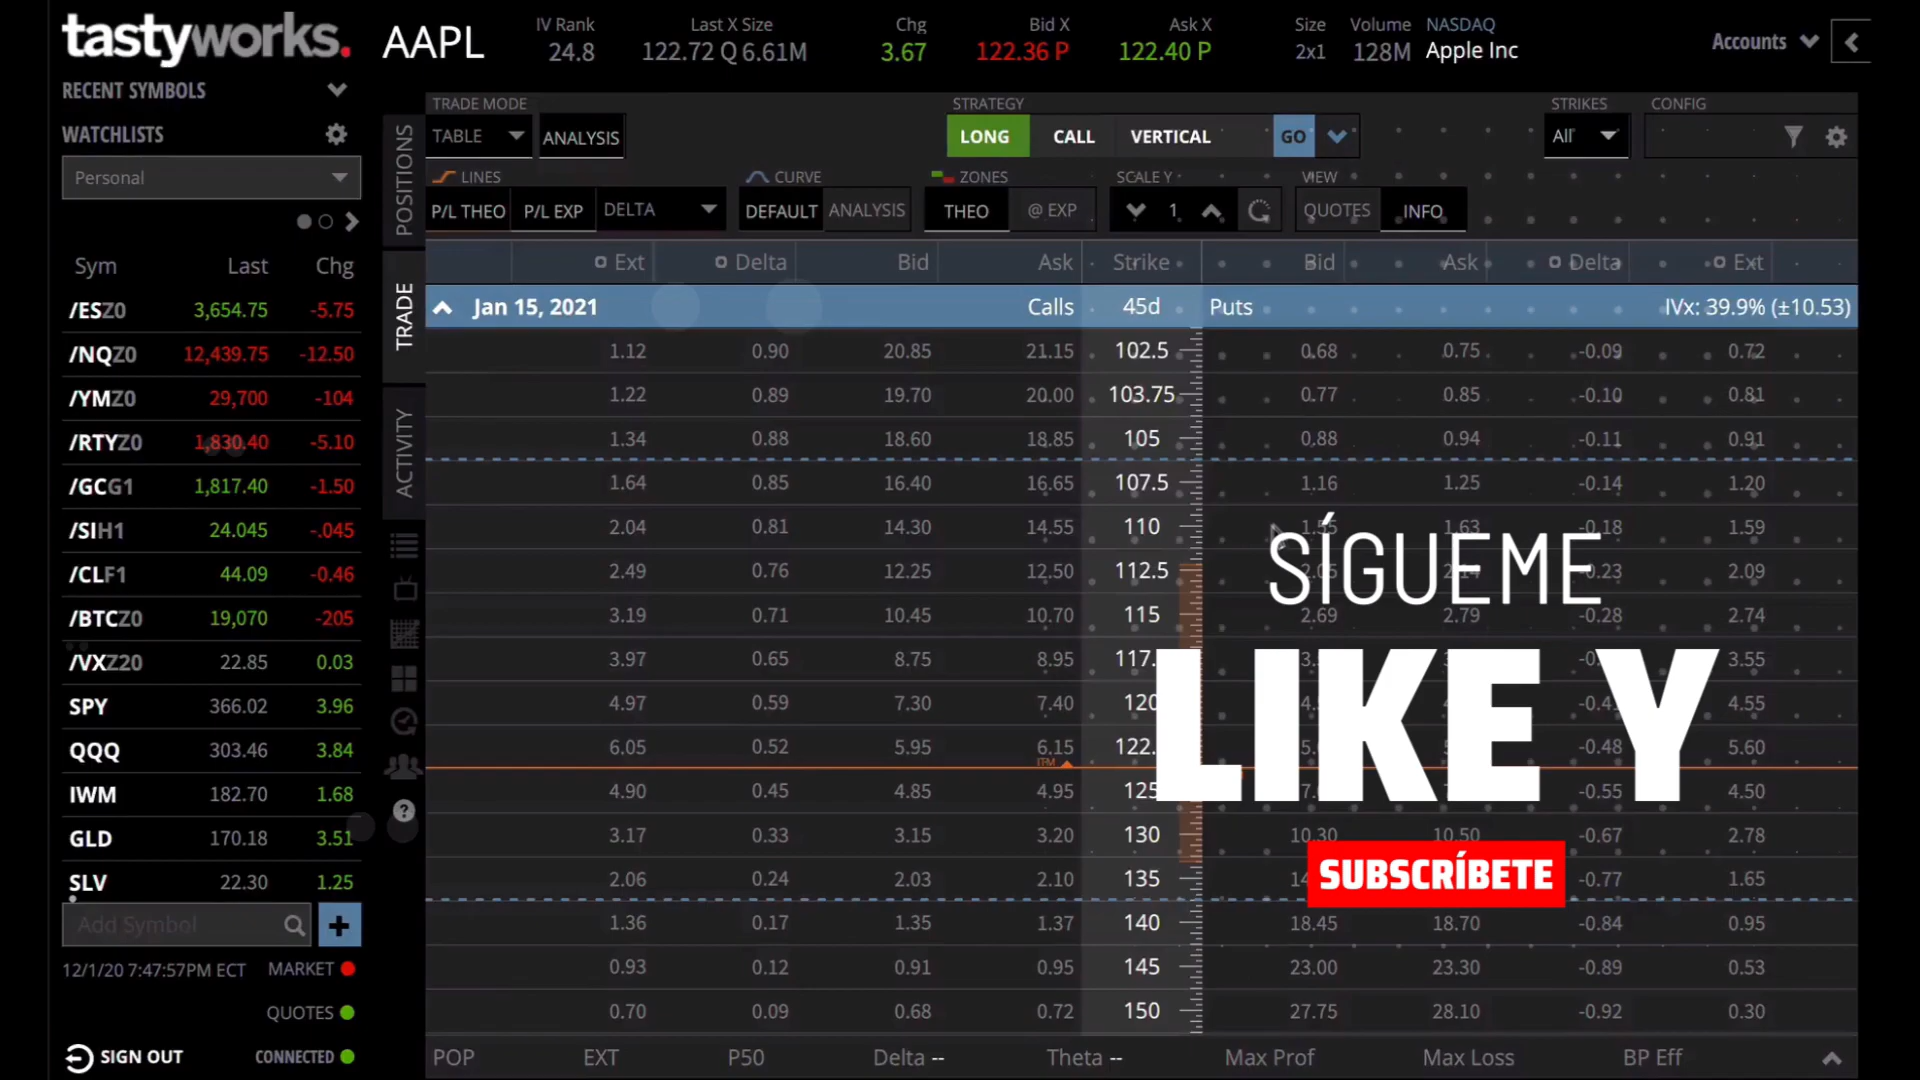 tastyworks. AAPL IV Rank Last X Size Chg Bid X Ask X Size Volume NASDAQ
24.8 122.72 Q 6.61M 3.67 122.36 P 122.40 P 2x1 128M Apple Inc Accounts
RECENT SYMBOLS
WATCHLISTS
Personal
Sym Last Chg
/ESZ0 3,654.75 -5.75
/NQZ0 12,439.75 -12.50
/YMZ0 29,700 -104
/RTYZ0 1,830.40 -5.10
/GCG1 1,817.40 -1.50
/SIH1 24.045 -.045
/CLF1 44.09 -0.46
/BTCZ0 19,070 -205
/VXZ20 22.85 0.03
SPY 366.02 3.96
QQQ 303.46 3.84
IWM 182.70 1.68
GLD 170.18 3.51
SLV 22.30 1.25
Add Symbol
12/1/20 7:47:57PM ECT MARKET
QUOTES
SIGN OUT CONNECTED
POSITIONS
TRADE
ACTIVITY
TRADE MODE STRATEGY STRIKES CONFIG
TABLE ANALYSIS LONG CALL VERTICAL GO All
LINES CURVE ZONES SCALE Y VIEW
P/L THEO P/L EXP DELTA DEFAULT ANALYSIS THEO @ EXP 1 QUOTES INFO
Ext Delta Bid Ask Strike Bid Ask Delta Ext
Jan 15, 2021 Calls 45d Puts IVx: 39.9% (±10.53)
1.12 0.90 20.85 21.15 102.5 0.68 0.75 -0.09 0.72
1.22 0.89 19.70 20.00 103.75 0.77 0.85 -0.10 0.81
1.34 0.88 18.60 18.85 105 0.88 0.94 -0.11 0.91
1.64 0.85 16.40 16.65 107.5 1.16 1.25 -0.14 1.20
2.04 0.81 14.30 14.55 110 1.55 1.63 -0.18 1.59
2.49 0.76 12.25 12.50 112.5 -0.23 2.09
3.19 0.71 10.45 10.70 115 2.69 2.79 -0.28 2.74
3.97 0.65 8.75 8.95 3.55
4.97 0.59 7.30 7.40 120 4.55
6.05 0.52 5.95 6.15 -0.48 5.60
ITM
4.90 0.45 4.85 4.95 125 -0.55 4.50
3.17 0.33 3.15 3.20 130 10.30 10.50 -0.67 2.78
2.06 0.24 2.03 2.10 135 -0.77 1.65
1.36 0.17 1.35 1.37 140 18.45 18.70 -0.84 0.95
0.93 0.12 0.91 0.95 145 23.00 23.30 -0.89 0.53
0.70 0.09 0.68 0.72 150 27.75 28.10 -0.92 0.30
POP EXT P50 Delta -- Theta -- Max Prof Max Loss BP Eff
SÍGUEME
LIKE Y
SUBSCRÍBETE